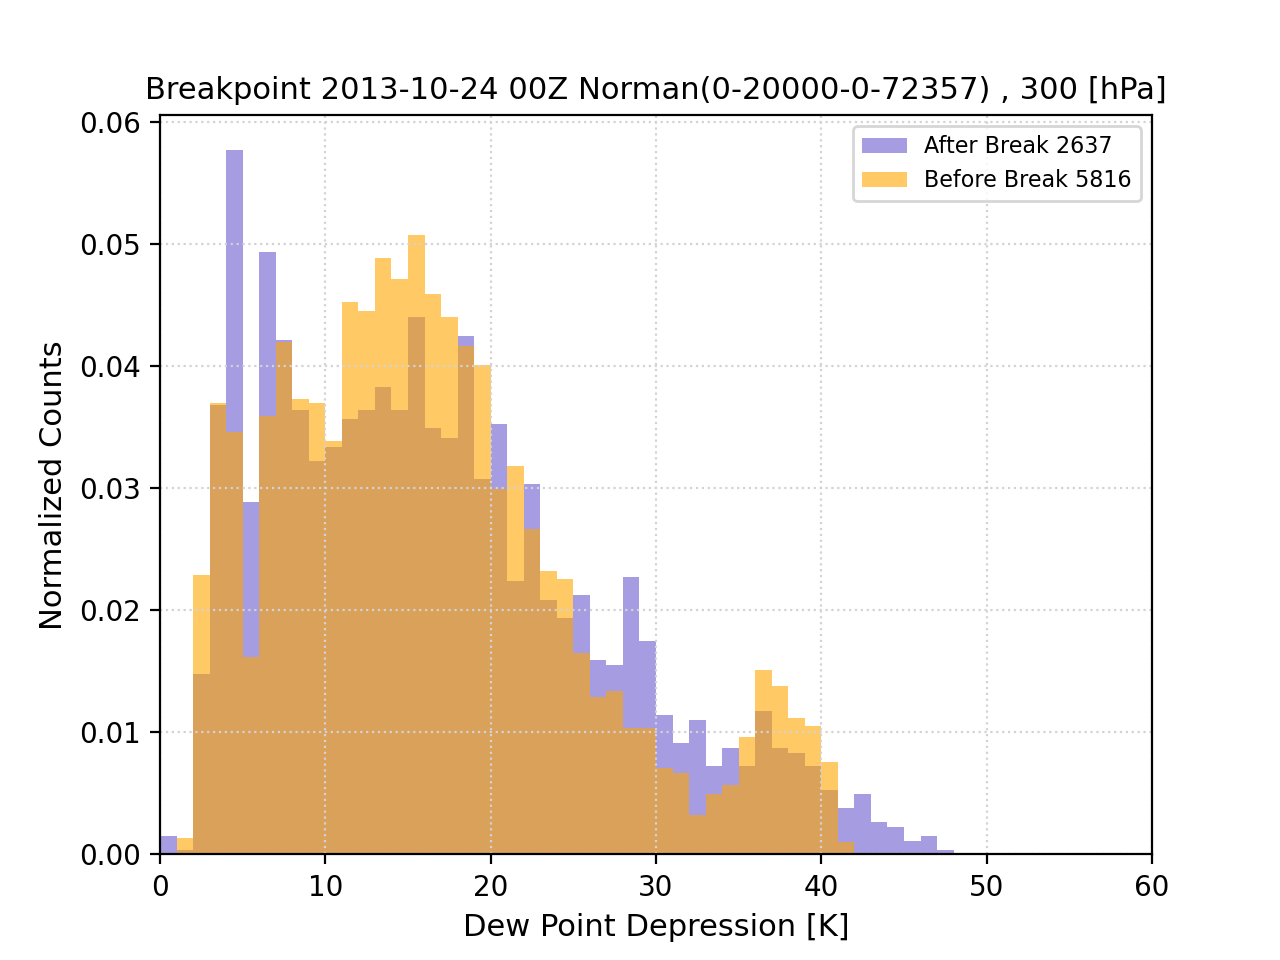 Breakpoint 2013-10-24 00Z Norman(0-20000-0-72357) , 300 [hPa]
After Break 2637
Before Break 5816
Normalized Counts
0.06
0.05
0.04
0.03
0.02
0.01
0.00
0 10 20 30 40 50 60
Dew Point Depression [K]